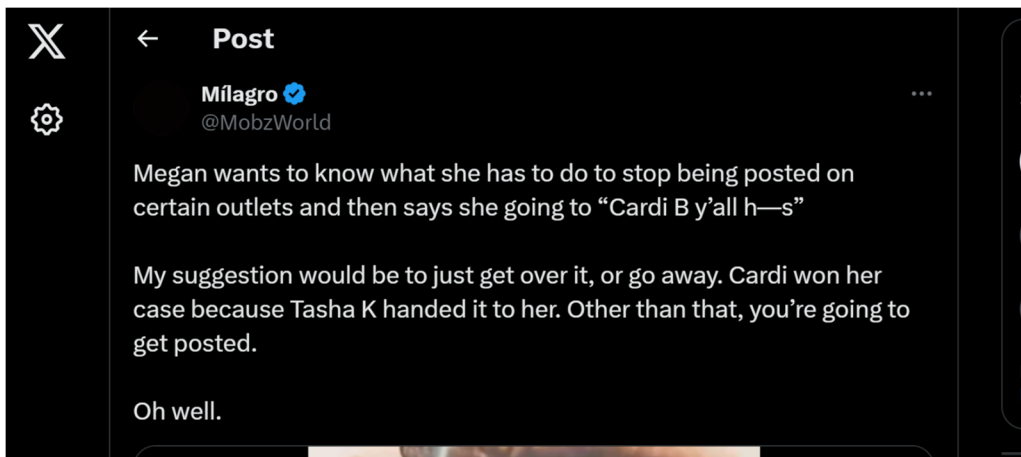 Post
Mílagro
@MobzWorld
Megan wants to know what she has to do to stop being posted on
certain outlets and then says she going to “Cardi B y’all h—s”
My suggestion would be to just get over it, or go away. Cardi won her
case because Tasha K handed it to her. Other than that, you’re going to
get posted.
Oh well.